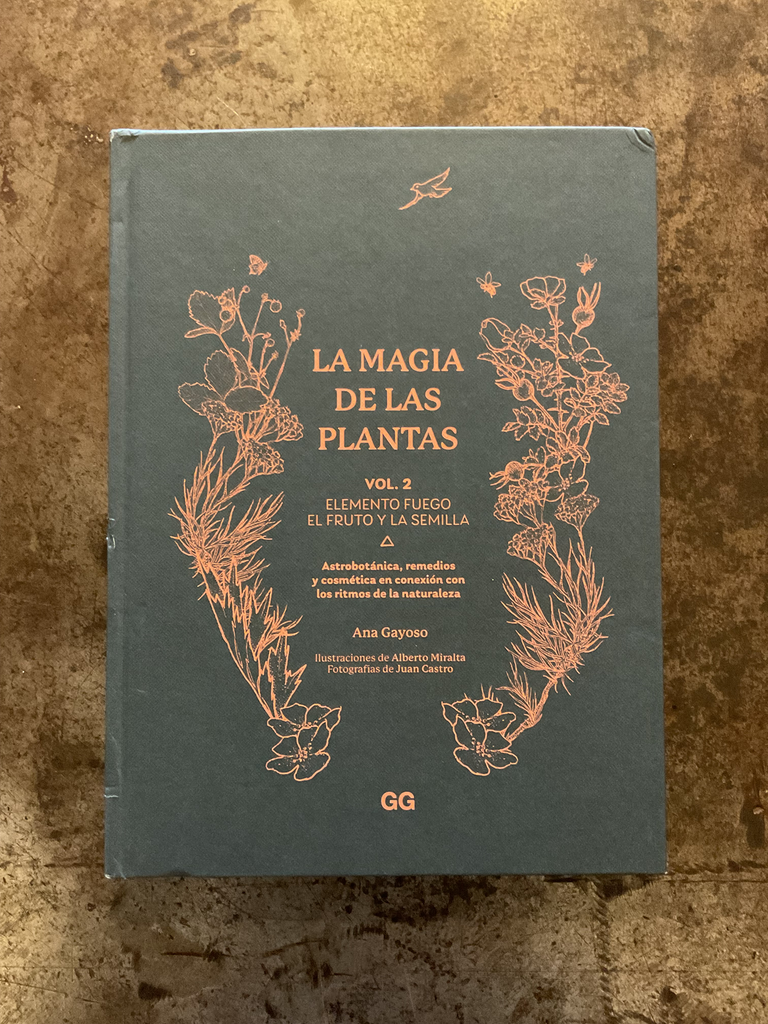 LA MAGIA
DE LAS
PLANTAS
VOL. 2
ELEMENTO FUEGO
EL FRUTO Y LA SEMILLA
Astrobotánica, remedios
y cosmética en conexión con
los ritmos de la naturaleza
Ana Gayoso
Ilustraciones de Alberto Miralta
Fotografías de Juan Castro
GG